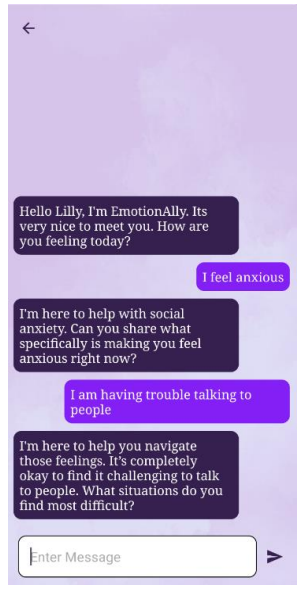 Hello Lilly, I'm EmotionAlly. Its
very nice to meet you. How are
you feeling today?
I feel anxious
I'm here to help with social
anxiety. Can you share what
specifically is making you feel
anxious right now?
I am having trouble talking to
people
I'm here to help you navigate
those feelings. It's completely
okay to find it challenging to talk
to people. What situations do you
find most difficult?
Enter Message